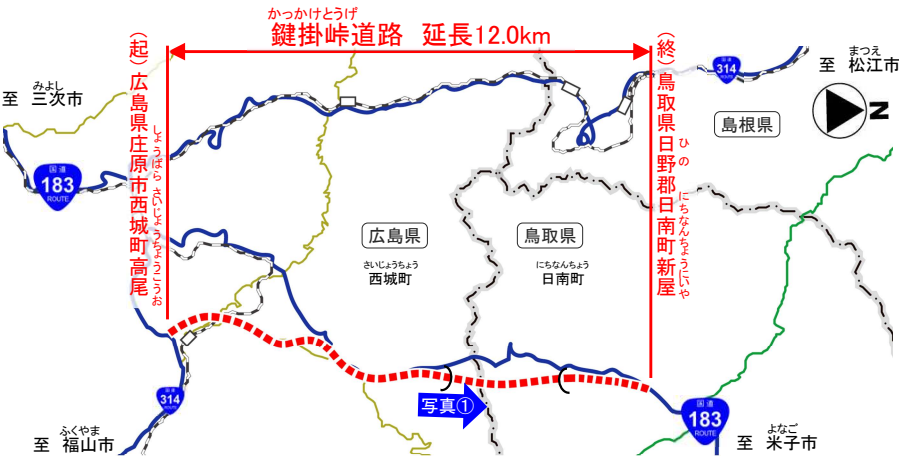 かっかけとうげ
鍵掛峠道路 延長12.0km
(起)広島県庄原市西城町高尾
しょうばら さいじょうちょうこうお
(終)鳥取県日野郡日南町新屋
ひの にちなんちょうにいや
みよし
至 三次市
国道
183
ROUTE
314
まつえ
至 松江市
N
島根県
広島県
鳥取県
さいじょうちょう
西城町
にちなんちょう
日南町
写真①
314
ふくやま
至 福山市
国道
183
ROUTE
よなご
至 米子市